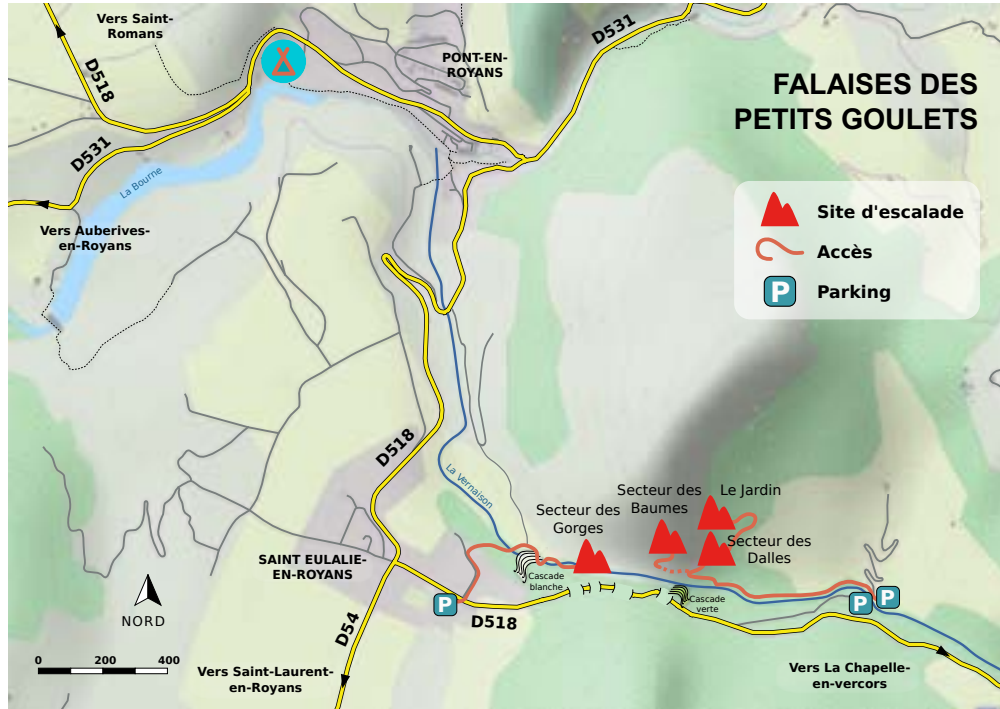 Vers Saint-
Romans
D518
PONT-EN-
ROYANS
D531
FALAISES DES
PETITS GOULETS
D531
La Bourne
Site d'escalade
Accès
P
Parking
Vers Auberives-
en-Royans
D518
La Vernaison
Secteur des
Gorges
Secteur des
Baumes
Le Jardin
Secteur des
Dalles
SAINT EULALIE-
EN-ROYANS
Cascade
blanche
Cascade
verte
P
P
P
D518
D54
NORD
0 200 400
Vers Saint-Laurent-
en-Royans
Vers La Chapelle-
en-vercors